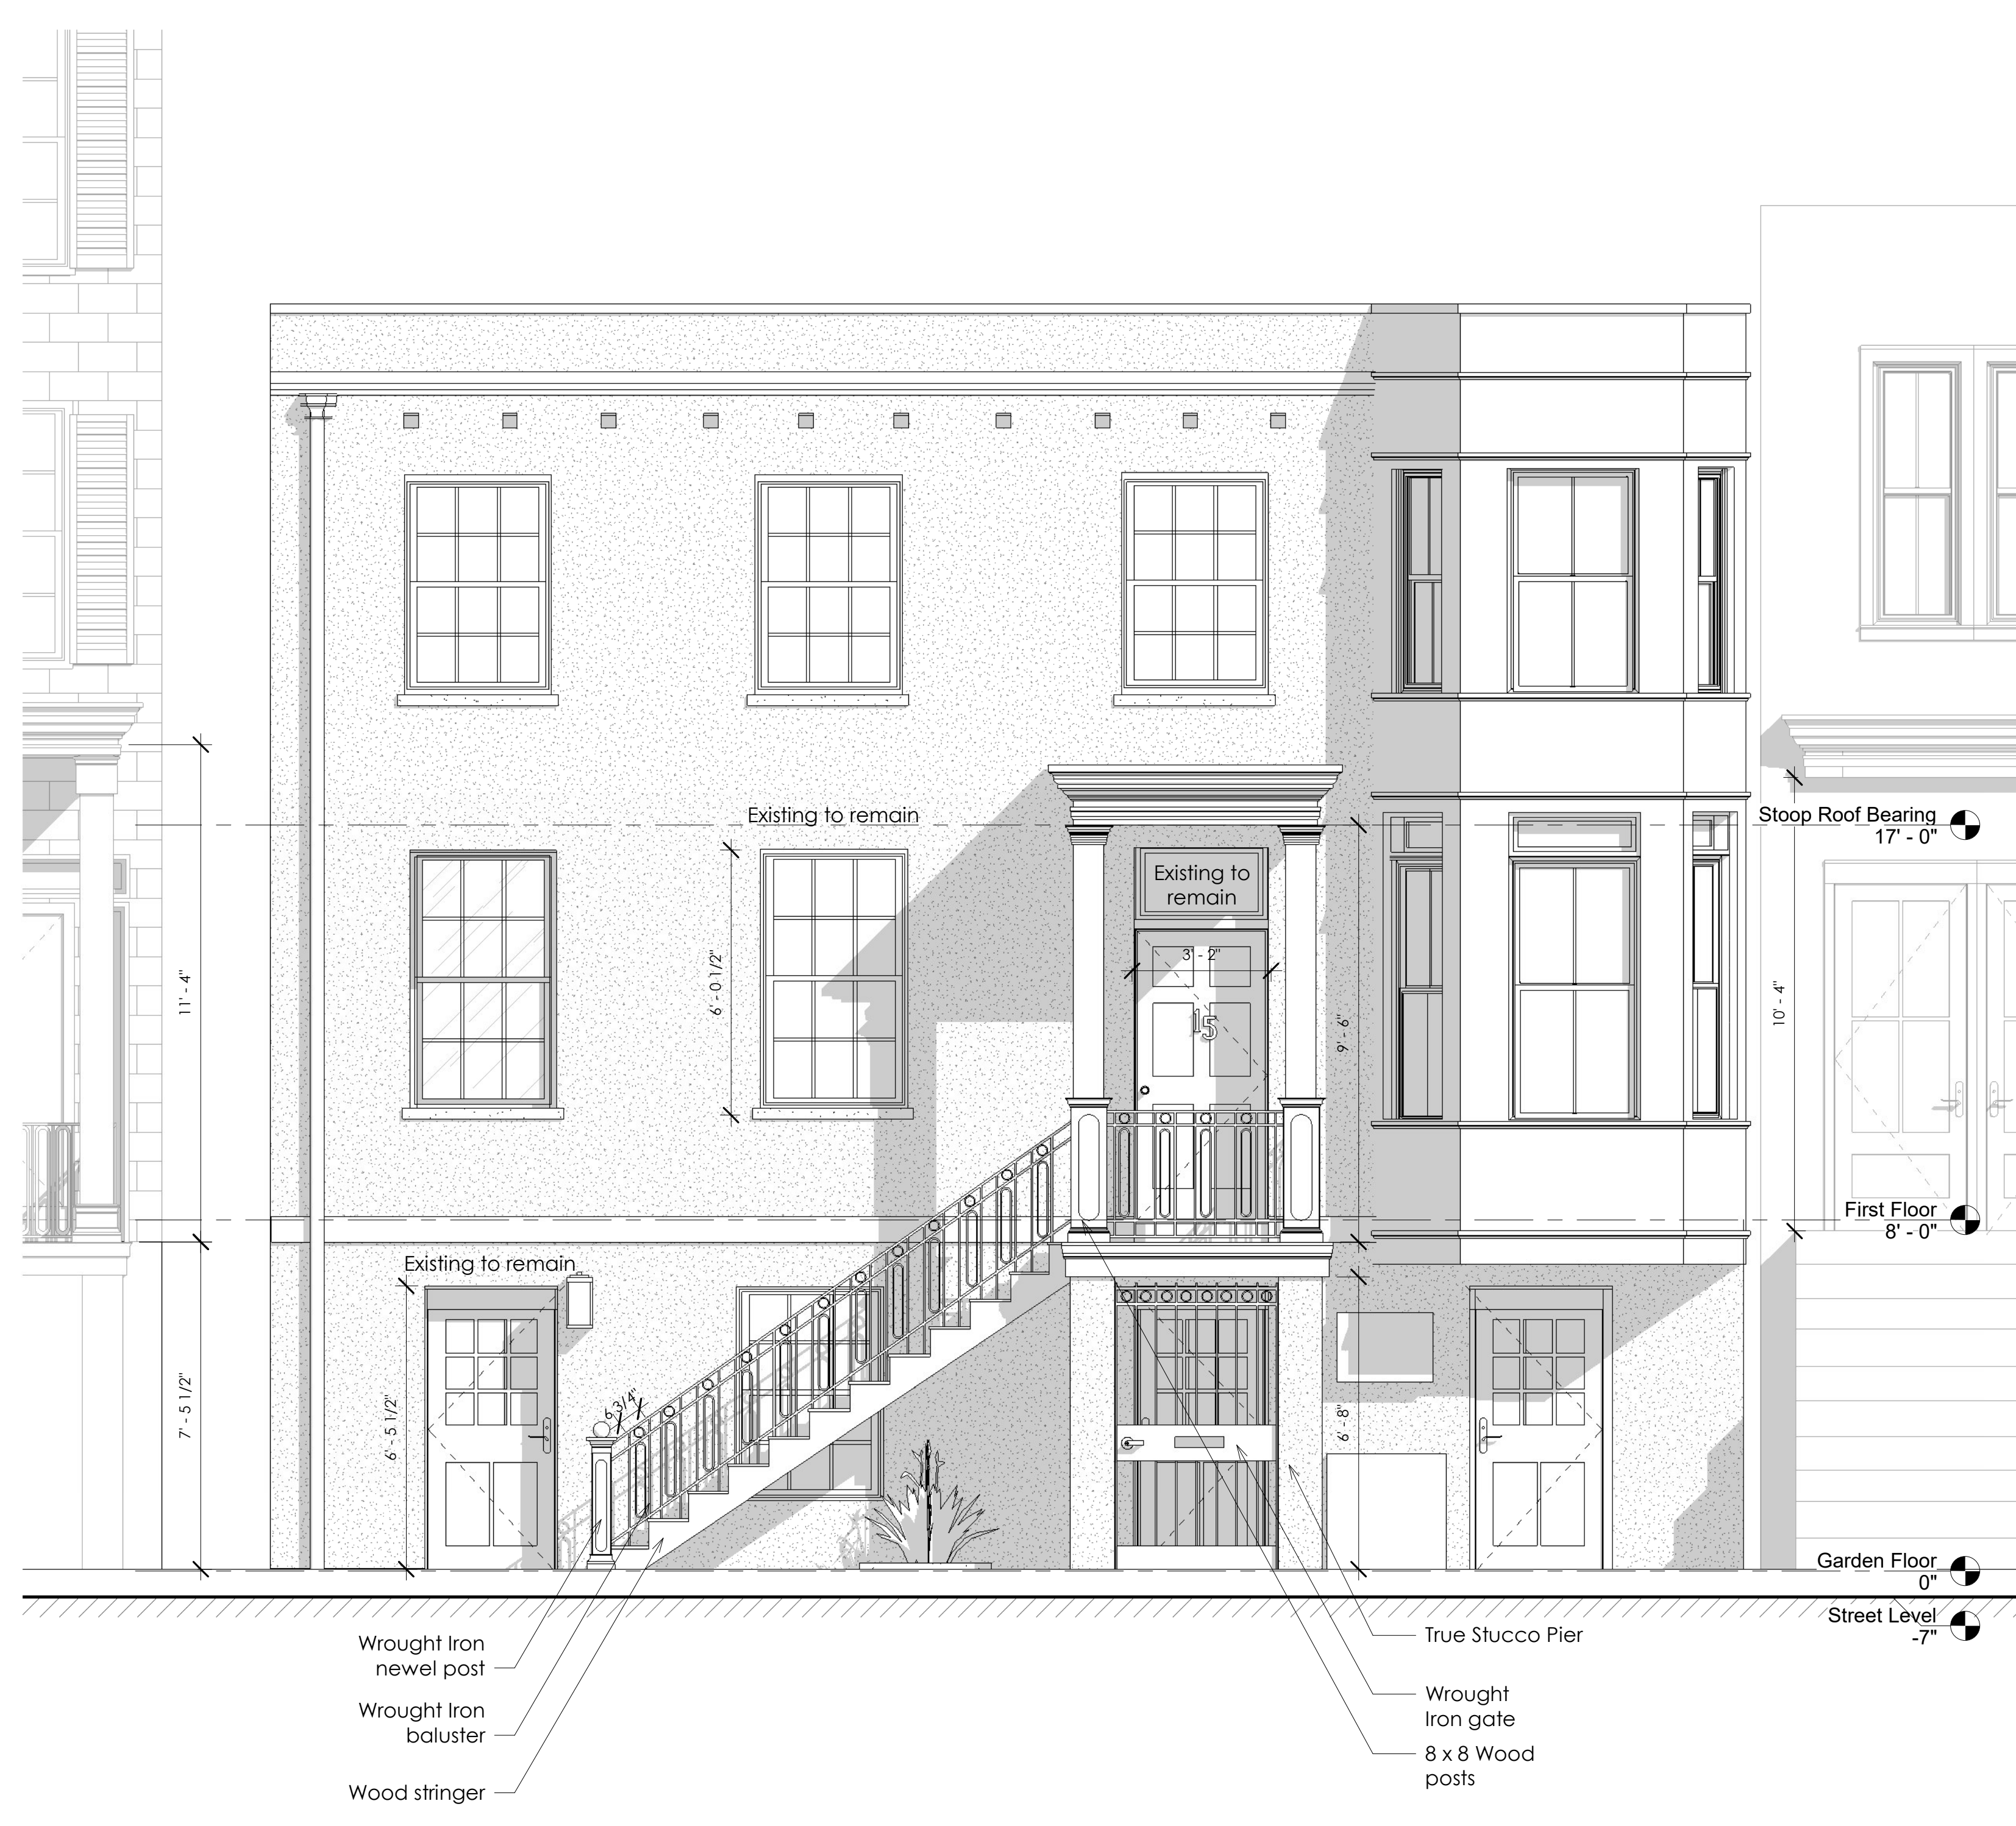 Existing to remain
Stoop Roof Bearing
17' - 0"
Existing to
remain
3' - 2"
15
11' - 4"
6' - 0 1/2"
9' - 6"
10' - 4"
First Floor
8' - 0"
Existing to remain
7' - 5 1/2"
6' - 5 1/2"
6 3/4"
6' - 8"
Garden Floor
0"
Street Level
-7"
Wrought Iron
newel post
Wrought Iron
baluster
Wood stringer
True Stucco Pier
Wrought
Iron gate
8 x 8 Wood
posts